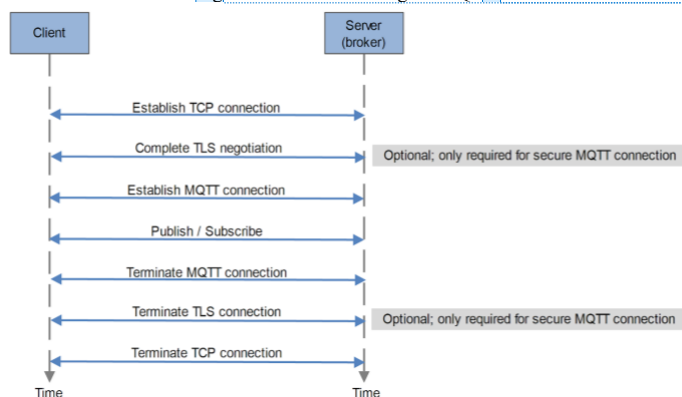 Client
Server
(broker)
Establish TCP connection
Complete TLS negotiation
Optional; only required for secure MQTT connection
Establish MQTT connection
Publish / Subscribe
Terminate MQTT connection
Terminate TLS connection
Optional; only required for secure MQTT connection
Terminate TCP connection
Time
Time